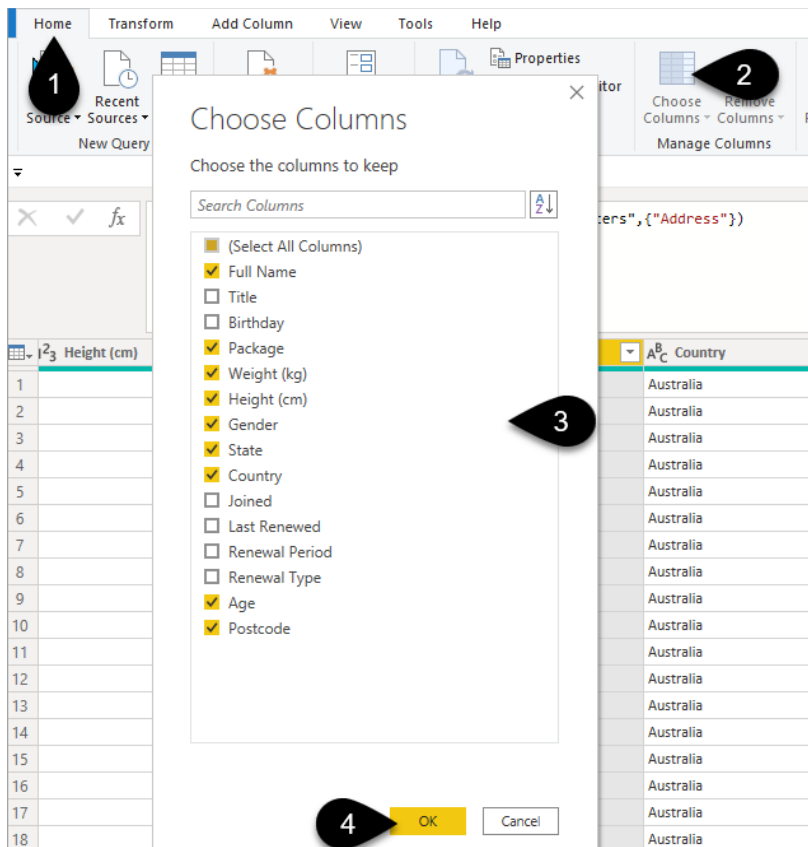 Home Transform Add Column View Tools Help
1
Recent
Source Sources
New Query
Properties
itor
2
Choose Remove
Columns Columns
Manage Columns
Choose Columns
Choose the columns to keep
Search Columns
A
Z
fx
ters",{"Address"})
(Select All Columns)
Full Name
Title
Birthday
Package
Weight (kg)
Height (cm)
Gender
State
Country
Joined
Last Renewed
Renewal Period
Renewal Type
Age
Postcode
3
123 Height (cm)
ABC Country
1 Australia
2 Australia
3 Australia
4 Australia
5 Australia
6 Australia
7 Australia
8 Australia
9 Australia
10 Australia
11 Australia
12 Australia
13 Australia
14 Australia
15 Australia
16 Australia
17 Australia
18 Australia
4
OK Cancel